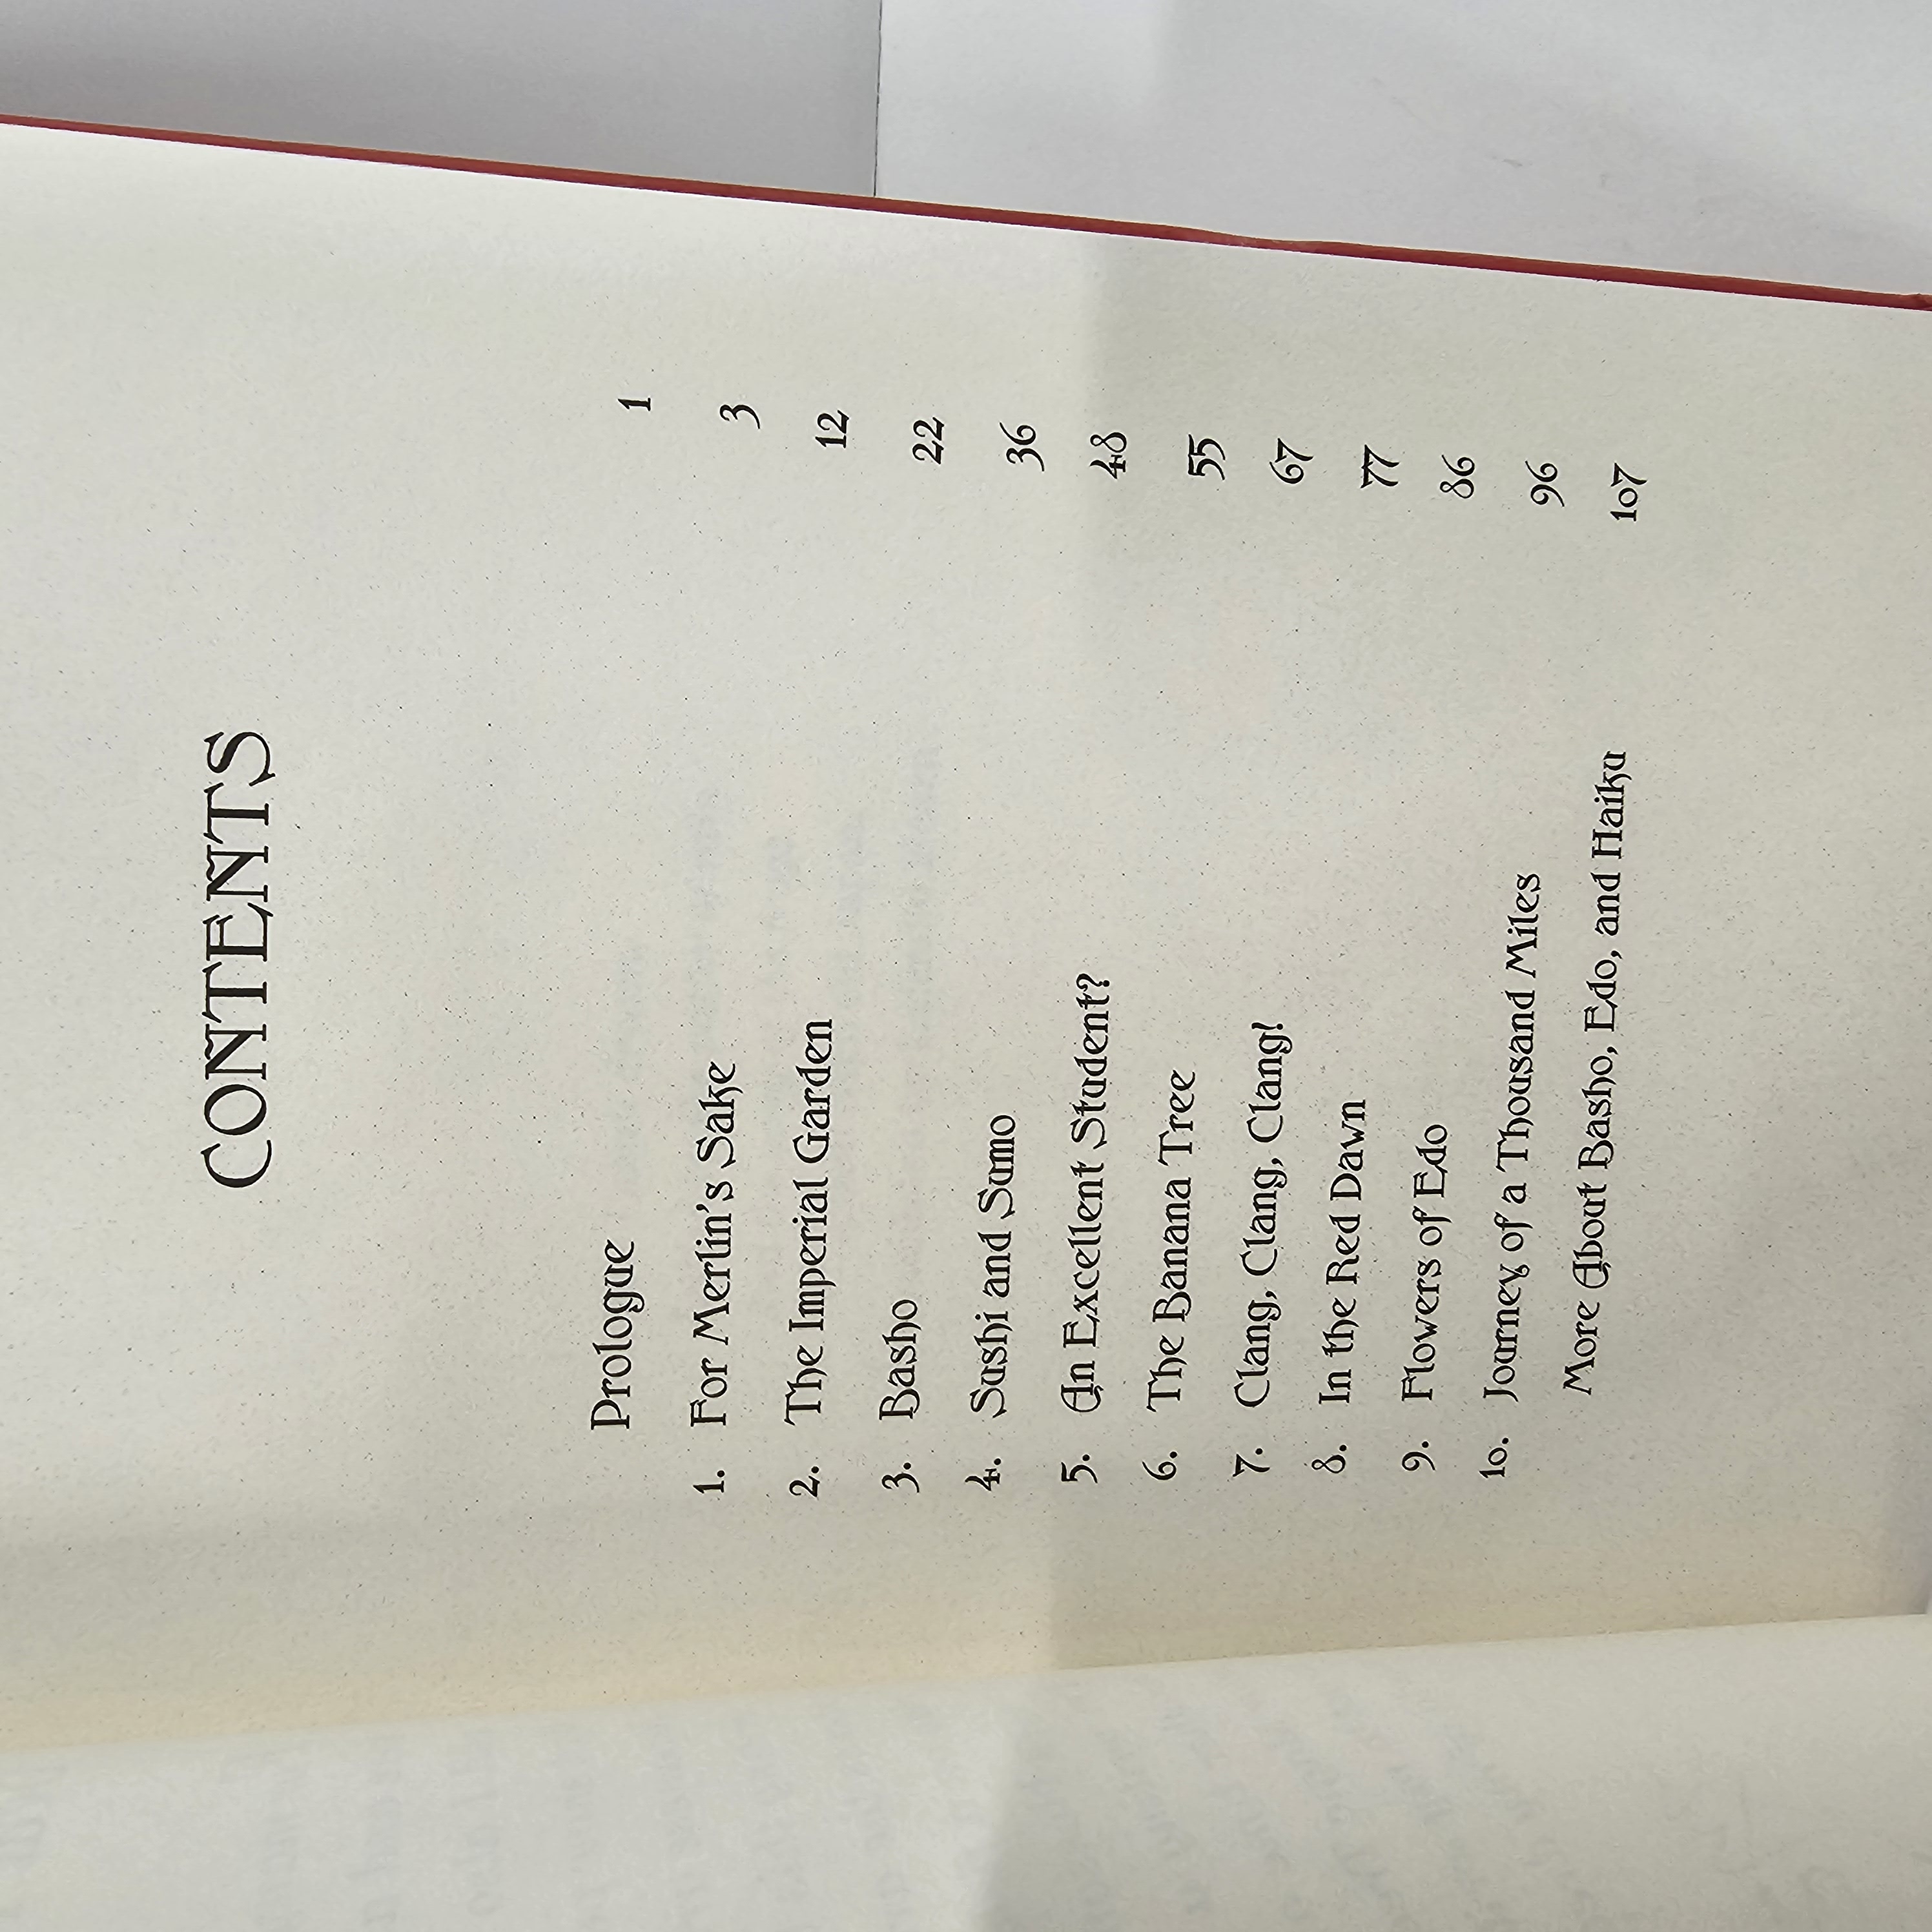 CONTENTS
Prologue 1
1. For Merlin's Sake 3
2. The Imperial Garden 12
3. Basho 22
4. Sushi and Sumo 36
5. An Excellent Student? 48
6. The Banana Tree 55
7. Clang, Clang, Clang! 67
8. In the Red Dawn 77
9. Flowers of Edo 86
10. Journey of a Thousand Miles 96
More About Basho, Edo, and Haiku 107